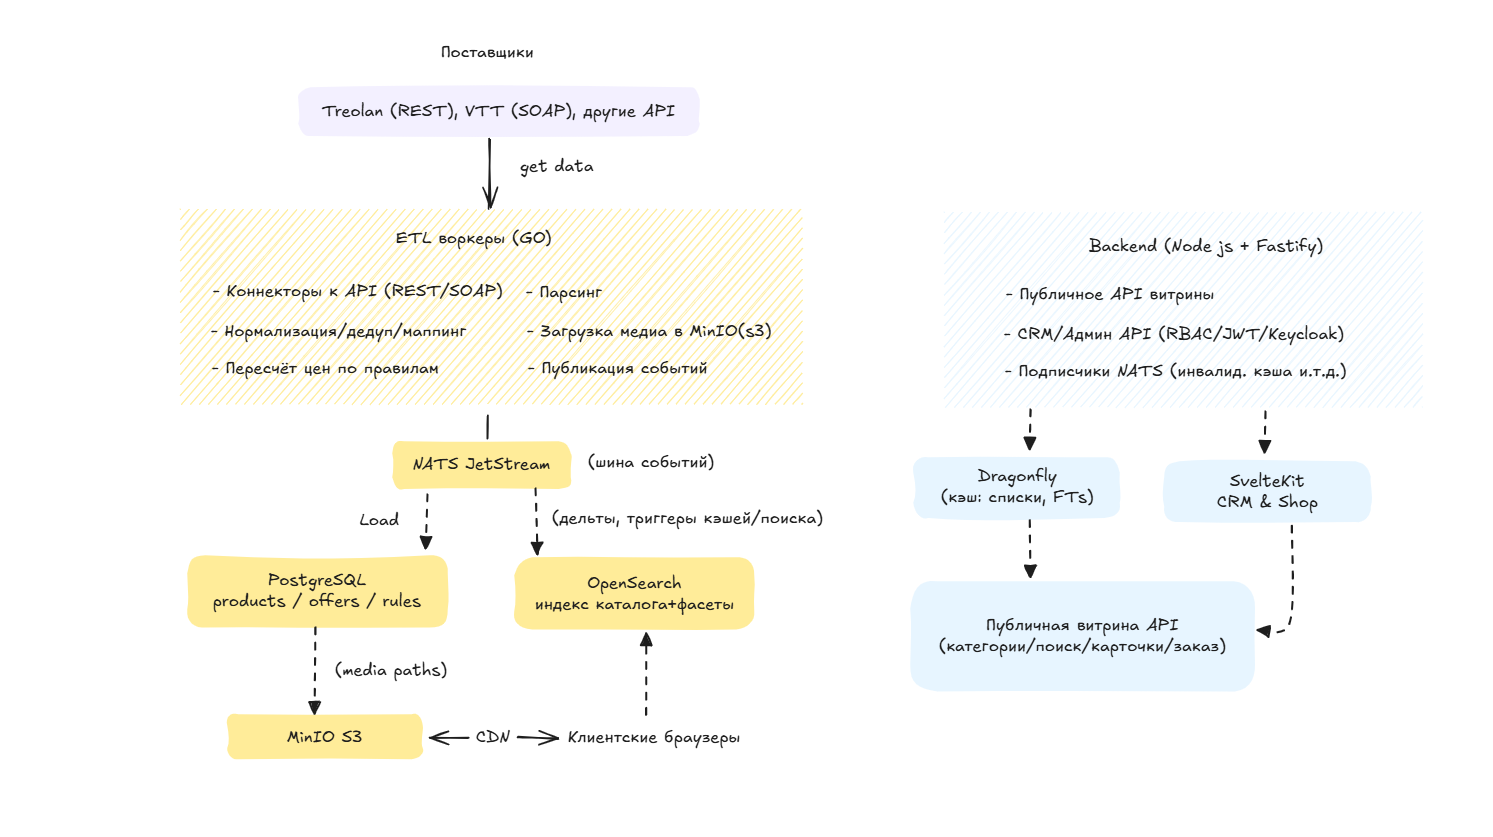 Поставщики
Treolan (REST), VTT (SOAP), другие API
get data
ETL воркеры (GO)
- Коннекторы к API (REST/SOAP)
- Нормализация/дедуп/маппинг
- Пересчёт цен по правилам
- Парсинг
- Загрузка медиа в MinIO(s3)
- Публикация событий
NATS JetStream
(шина событий)
Load
(дельты, триггеры кэшей/поиска)
PostgreSQL
products / offers / rules
OpenSearch
индекс каталога+фасеты
(media paths)
MinIO S3
CDN
Клиентские браузеры
Backend (Node js + Fastify)
- Публичное API витрины
- CRM/Админ API (RBAC/JWT/Keycloak)
- Подписчики NATS (инвалид. кэша и.т.д.)
Dragonfly
(кэш: списки, FTs)
SvelteKit
CRM & Shop
Публичная витрина API
(категории/поиск/карточки/заказ)